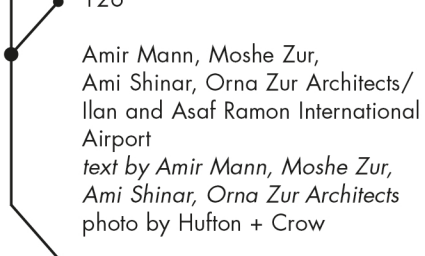 126
Amir Mann, Moshe Zur,
Ami Shinar, Orna Zur Architects/
Ilan and Asaf Ramon International
Airport
text by Amir Mann, Moshe Zur,
Ami Shinar, Orna Zur Architects
photo by Hufton + Crow